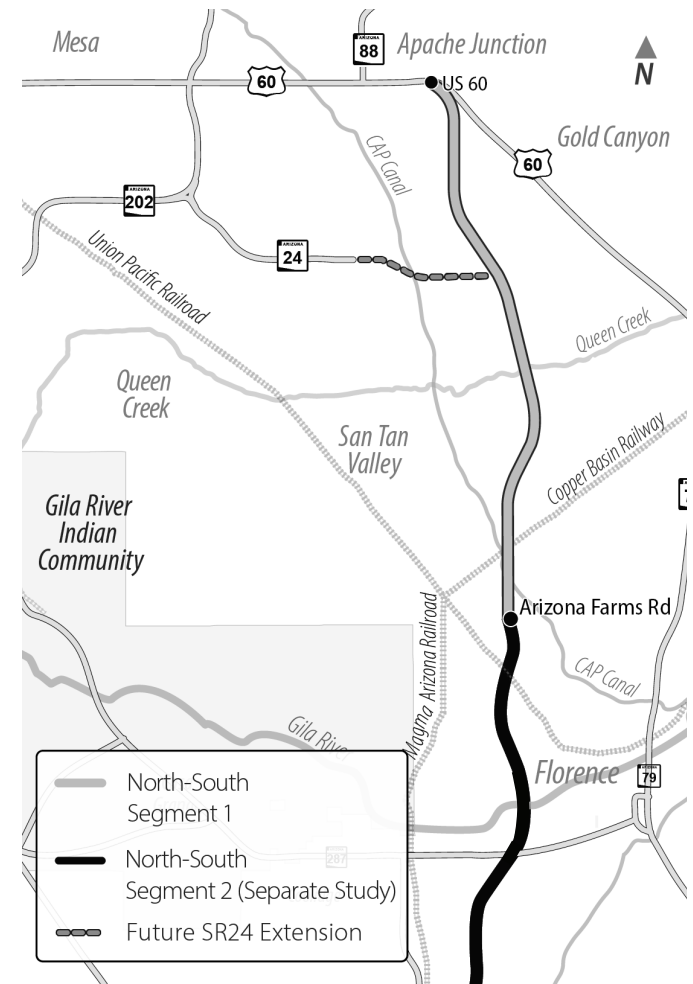 Mesa
ARIZONA
88
Apache Junction
N
60
US 60
Gold Canyon
CAP Canal
60
ARIZONA
202
Union Pacific Railroad
ARIZONA
24
Queen Creek
Queen
Creek
San Tan
Valley
Copper Basin Railway
Gila River
Indian
Community
Arizona Farms Rd
Magma Arizona Railroad
CAP Canal
Gila River
Florence
ARIZONA
79
287
North-South
Segment 1
North-South
Segment 2 (Separate Study)
Future SR24 Extension